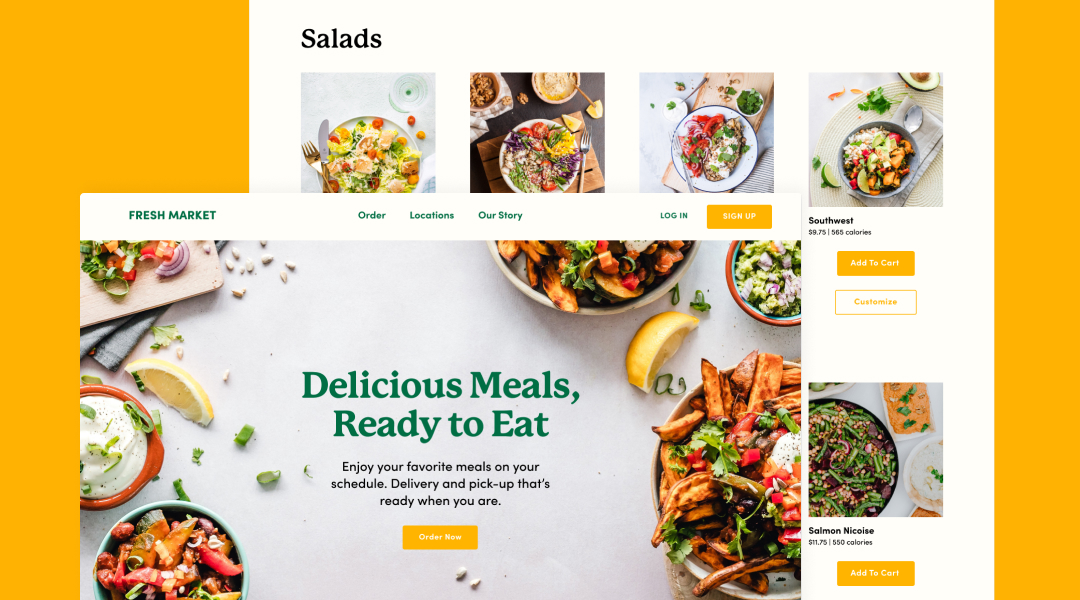 Salads
FRESH MARKET
Order
Locations
Our Story
LOG IN
SIGN UP
Delicious Meals,
Ready to Eat
Enjoy your favorite meals on your
schedule. Delivery and pick-up that's
ready when you are.
Order Now
Southwest
$9.75 | 565 calories
Add To Cart
Customize
Salmon Nicoise
$11.75 | 550 calories
Add To Cart